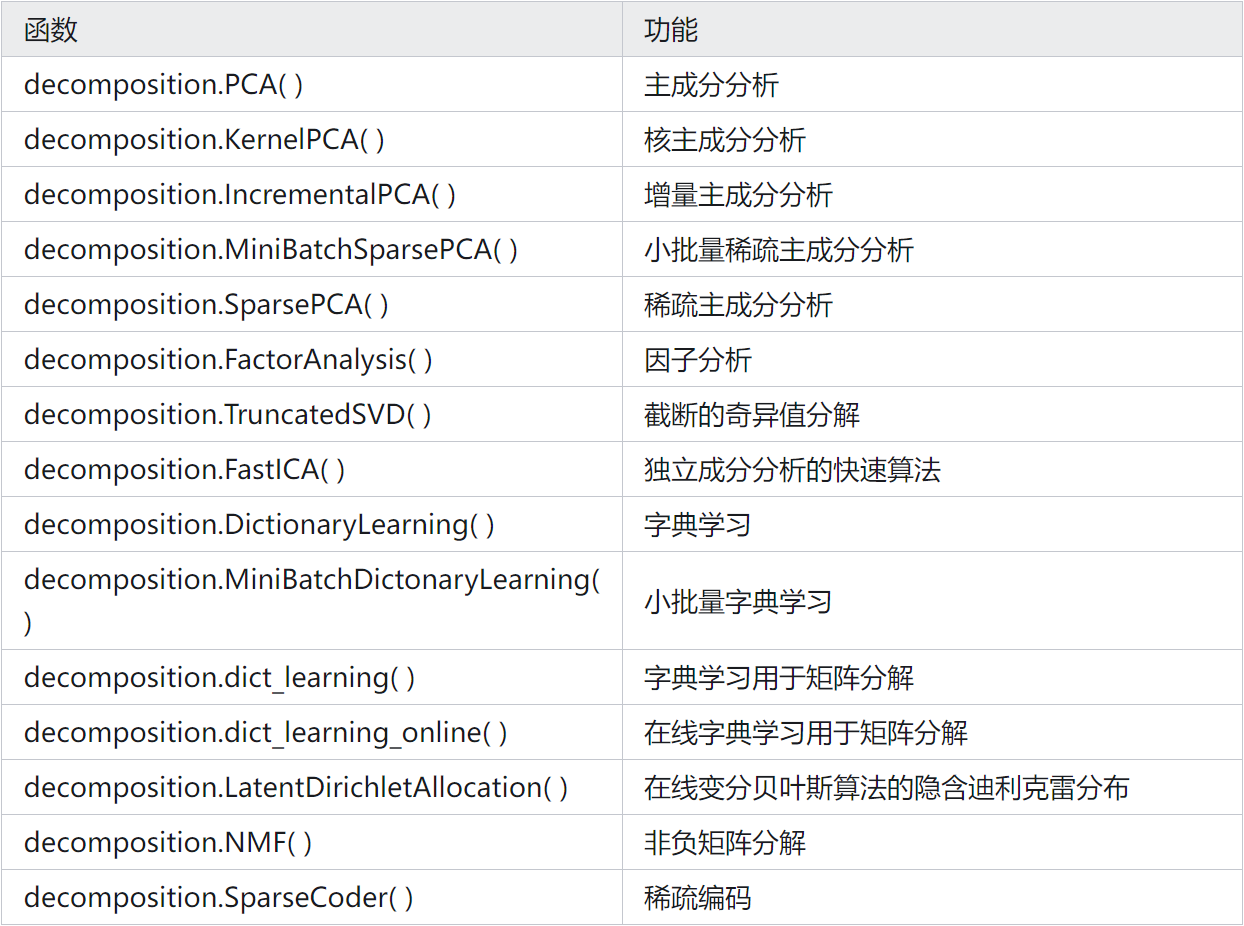 函数 功能
decomposition.PCA( ) 主成分分析
decomposition.KernelPCA( ) 核主成分分析
decomposition.IncrementalPCA( ) 增量主成分分析
decomposition.MiniBatchSparsePCA( ) 小批量稀疏主成分分析
decomposition.SparsePCA( ) 稀疏主成分分析
decomposition.FactorAnalysis( ) 因子分析
decomposition.TruncatedSVD( ) 截断的奇异值分解
decomposition.FastICA( ) 独立成分分析的快速算法
decomposition.DictionaryLearning( ) 字典学习
decomposition.MiniBatchDictonaryLearning(
) 小批量字典学习
decomposition.dict_learning( ) 字典学习用于矩阵分解
decomposition.dict_learning_online( ) 在线字典学习用于矩阵分解
decomposition.LatentDirichletAllocation( ) 在线变分贝叶斯算法的隐含迪利克雷分布
decomposition.NMF( ) 非负矩阵分解
decomposition.SparseCoder( ) 稀疏编码